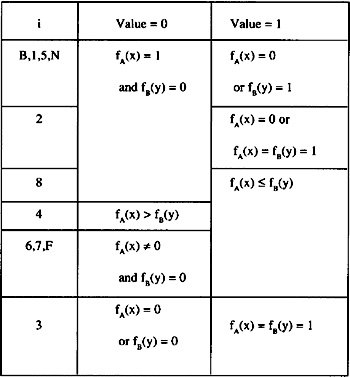 i Value = 0 Value = 1
B,1,5,N f_A(x) = 1 f_A(x) = 0
and f_B(y) = 0 or f_B(y) = 1
2 f_A(x) = 0 or
f_A(x) = f_B(y) = 1
8 f_A(x) ≤ f_B(y)
4 f_A(x) > f_B(y)
6,7,F f_A(x) ≠ 0
and f_B(y) = 0
3 f_A(x) = 0 f_A(x) = f_B(y) = 1
or f_B(y) = 0